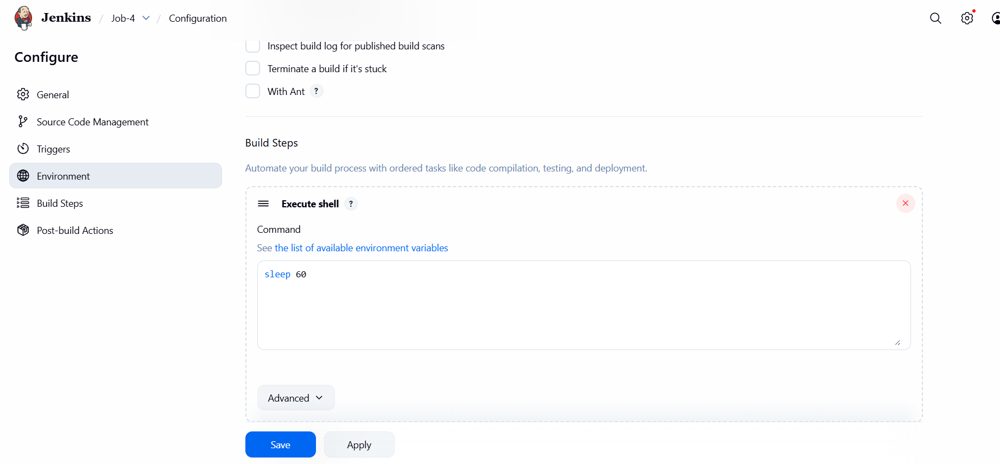 Jenkins / Job-4 / Configuration
Configure
General
Source Code Management
Triggers
Environment
Build Steps
Post-build Actions
Inspect build log for published build scans
Terminate a build if it's stuck
With Ant ?
Build Steps
Automate your build process with ordered tasks like code compilation, testing, and deployment.
Execute shell ?
Command
See the list of available environment variables
sleep 60
Advanced
Save
Apply